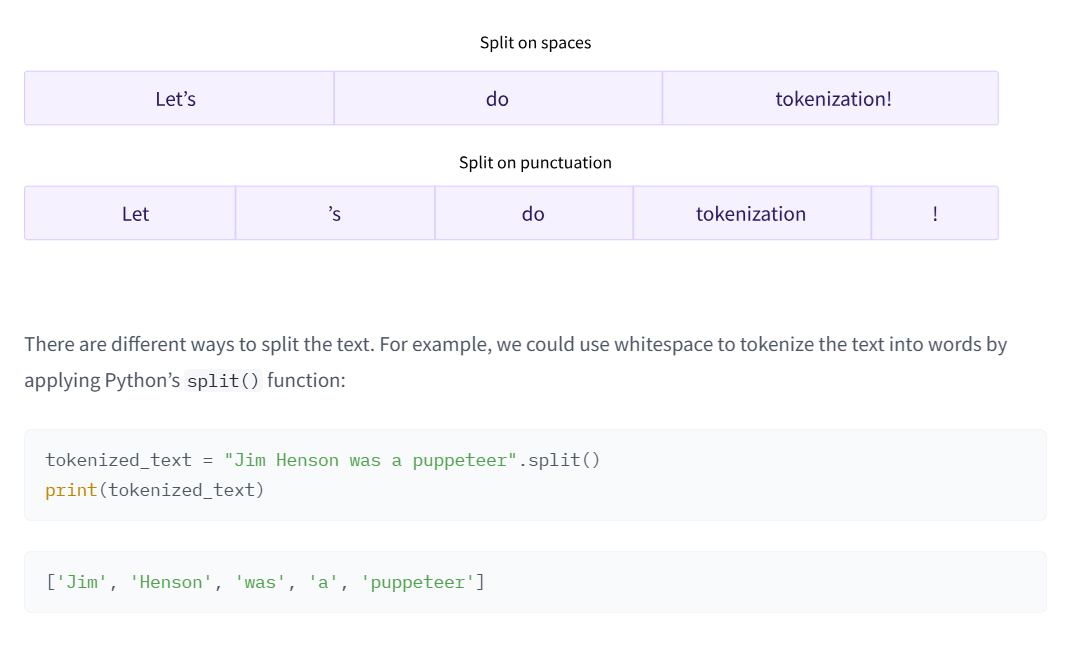 Split on spaces
Let’s do tokenization!
Split on punctuation
Let ’s do tokenization !
There are different ways to split the text. For example, we could use whitespace to tokenize the text into words by
applying Python’s split() function:
tokenized_text = "Jim Henson was a puppeteer".split()
print(tokenized_text)
['Jim', 'Henson', 'was', 'a', 'puppeteer']